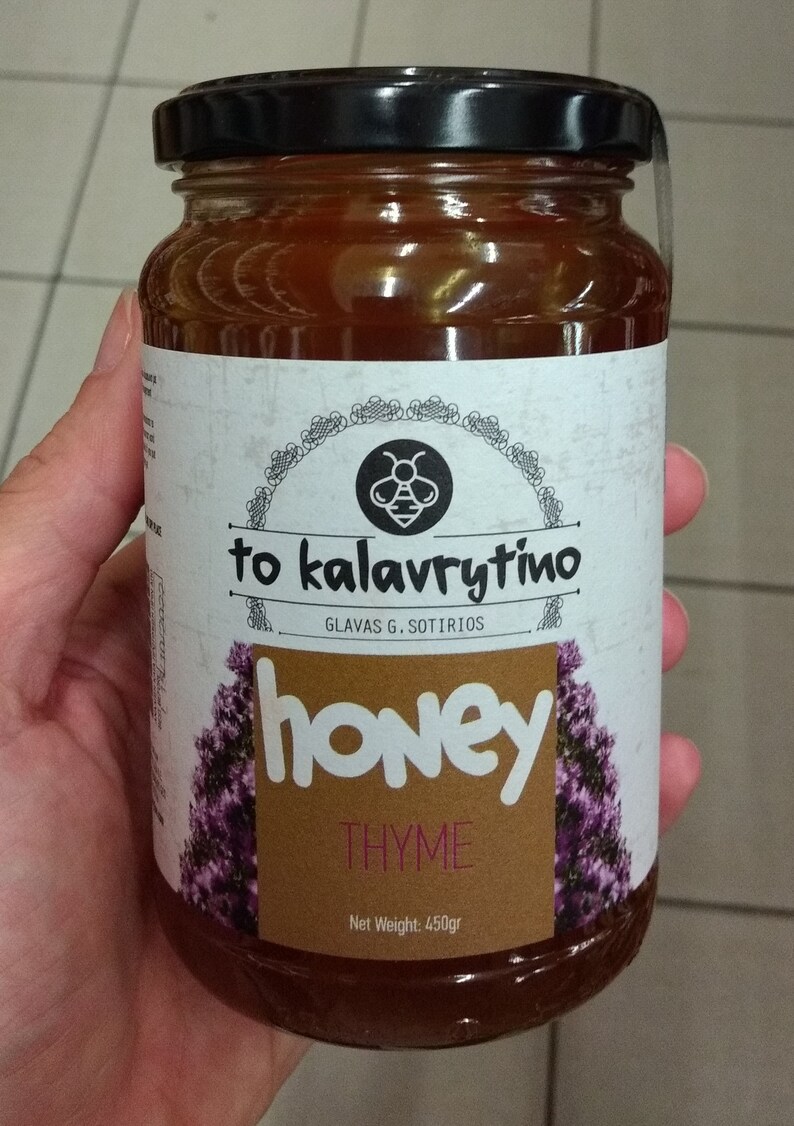 to kalavrytino
GLAVAS G. SOTIRIOS
honey
THYME
Net Weight: 450gr